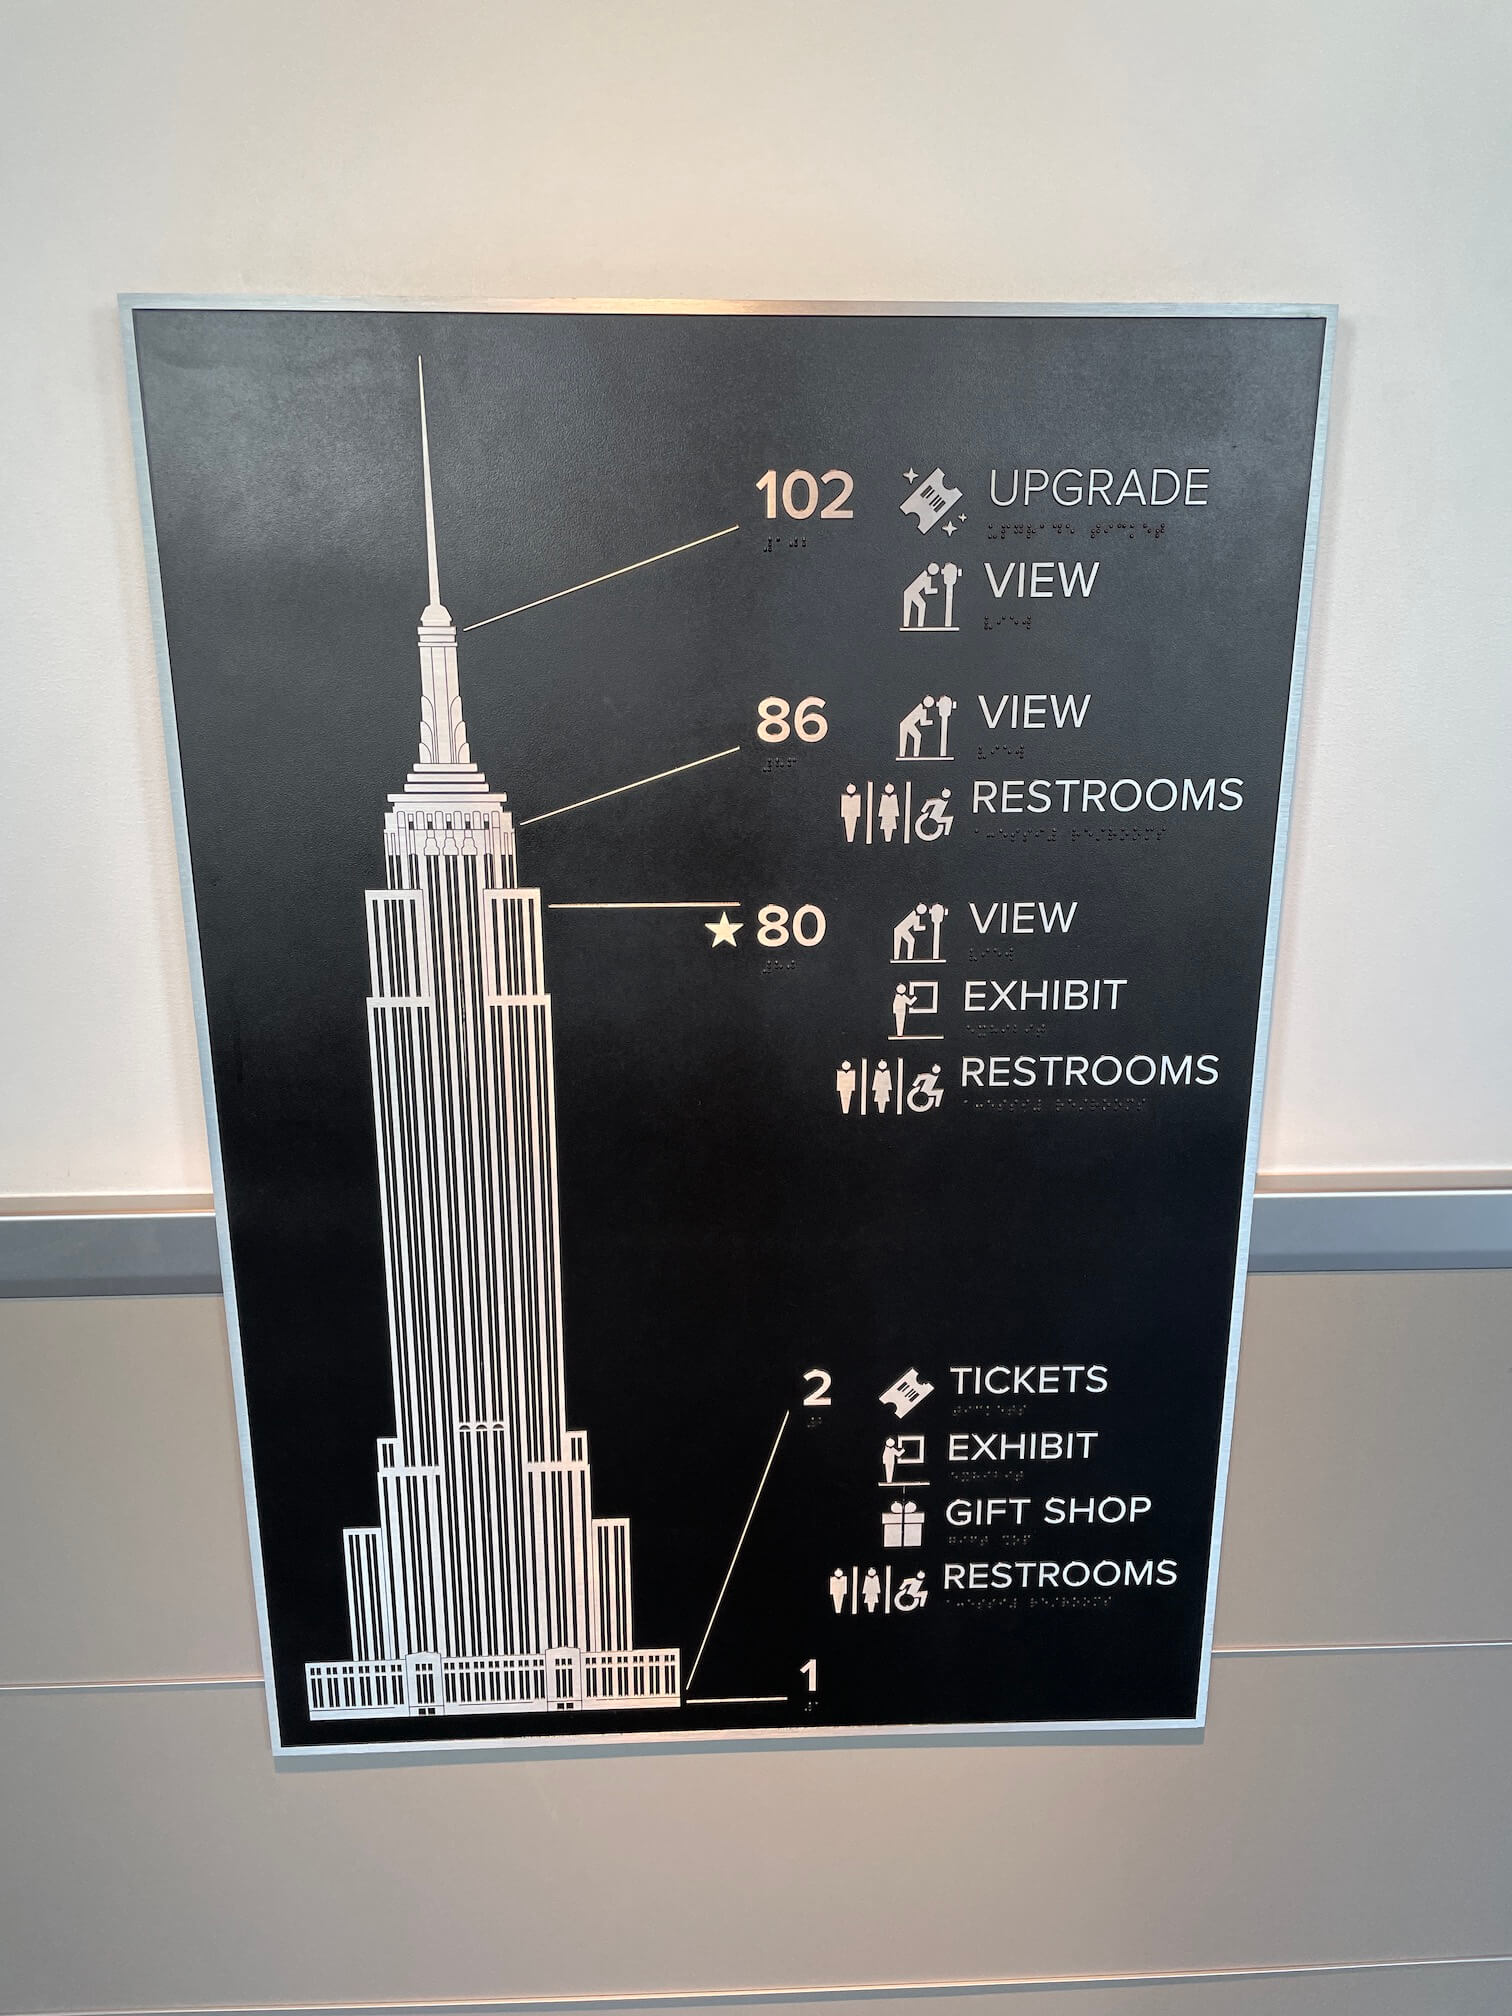 102 UPGRADE
VIEW
86 VIEW
RESTROOMS
★ 80 VIEW
EXHIBIT
RESTROOMS
2 TICKETS
EXHIBIT
GIFT SHOP
RESTROOMS
1